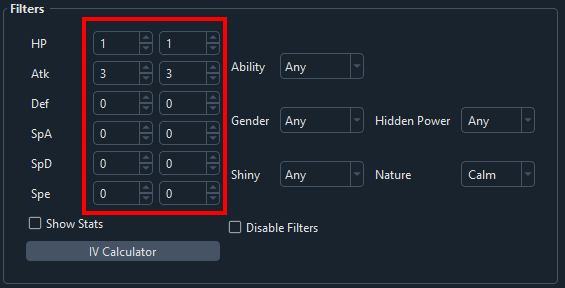 Filters
HP 1 1
Atk 3 3
Ability Any
Def 0 0
Gender Any Hidden Power Any
SpA 0 0
SpD 0 0
Shiny Any Nature Calm
Spe 0 0
Show Stats
Disable Filters
IV Calculator